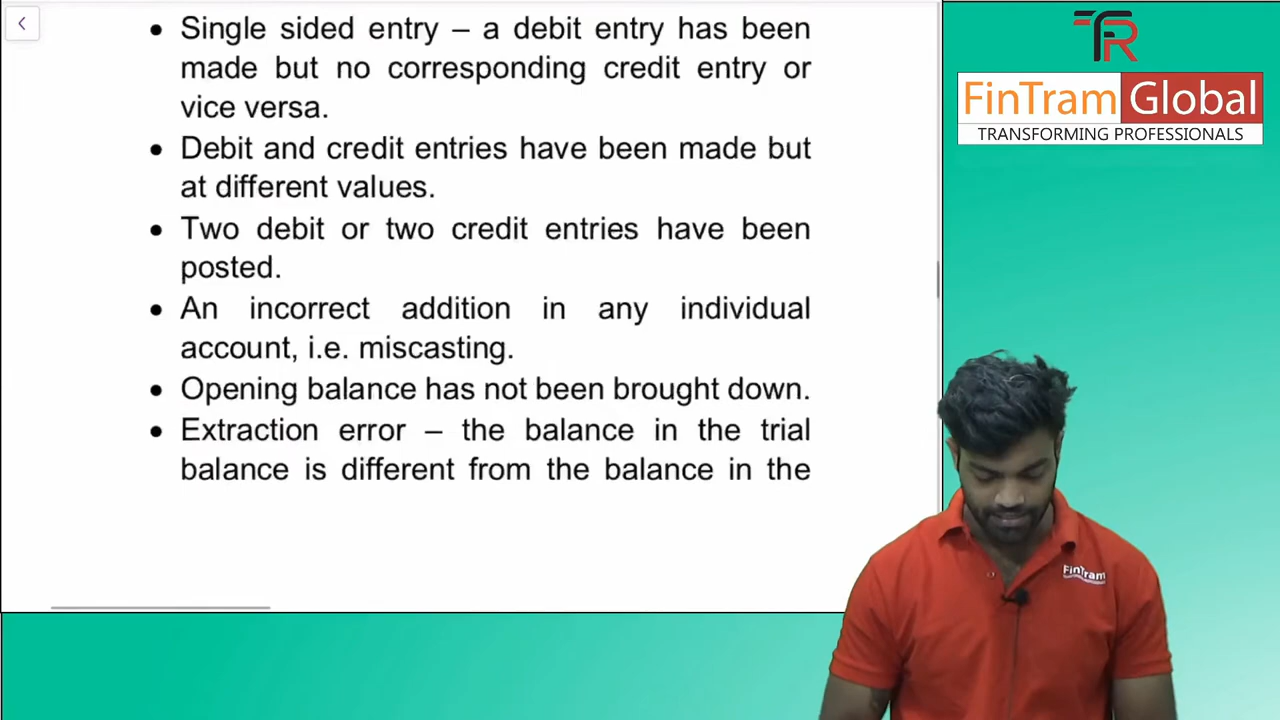 • Single sided entry – a debit entry has been
made but no corresponding credit entry or
vice versa.
• Debit and credit entries have been made but
at different values.
• Two debit or two credit entries have been
posted.
• An incorrect addition in any individual
account, i.e. miscasting.
• Opening balance has not been brought down.
• Extraction error – the balance in the trial
balance is different from the balance in the
FinTram Global
TRANSFORMING PROFESSIONALS
FinTram